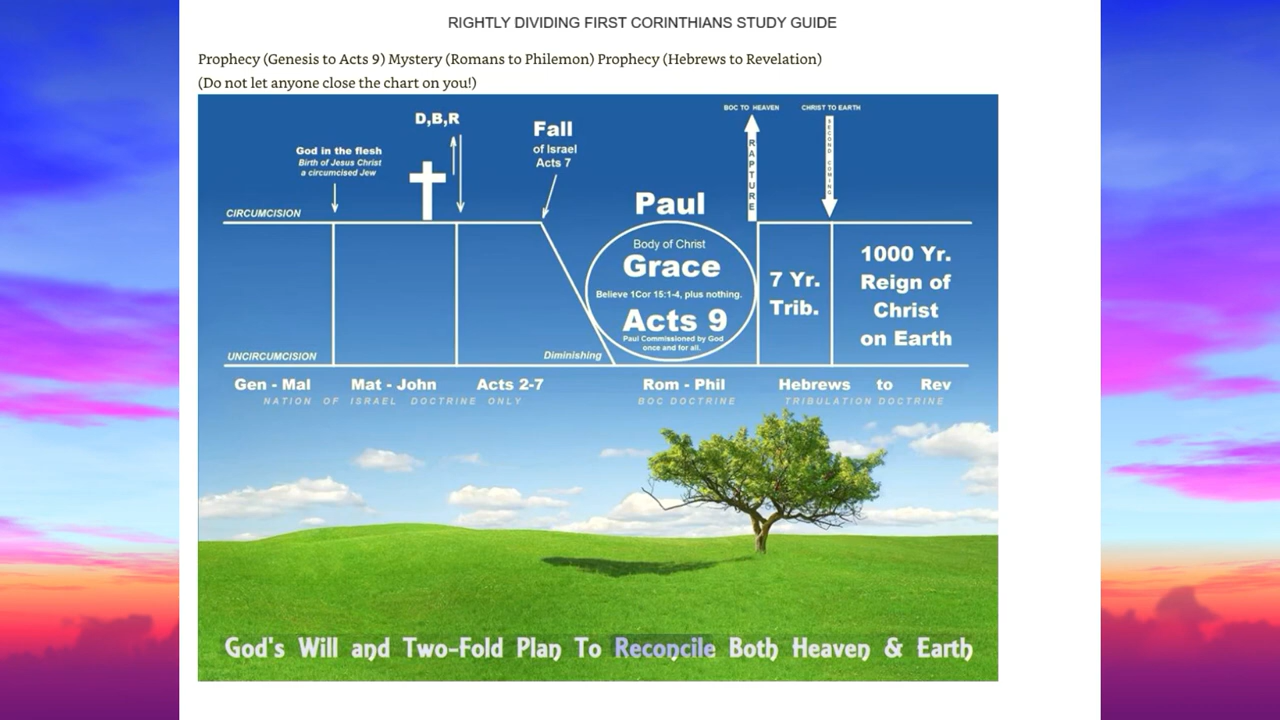 RIGHTLY DIVIDING FIRST CORINTHIANS STUDY GUIDE
Prophecy (Genesis to Acts 9) Mystery (Romans to Philemon) Prophecy (Hebrews to Revelation)
(Do not let anyone close the chart on you!)
BOC TO HEAVEN
CHRIST TO EARTH
D,B,R
Fall
of Israel
Acts 7
God in the flesh
Birth of Jesus Christ
a circumcised Jew
RAPTURE
SECOND COMING
CIRCUMCISION
Paul
Body of Christ
Grace
Believe 1Cor 15:1-4, plus nothing.
Acts 9
Paul Commissioned by God
once and for all.
7 Yr.
Trib.
1000 Yr.
Reign of
Christ
on Earth
UNCIRCUMCISION
Diminishing
Gen - Mal Mat - John Acts 2-7 Rom - Phil Hebrews to Rev
NATION OF ISRAEL DOCTRINE ONLY BOC DOCTRINE TRIBULATION DOCTRINE
God's Will and Two-Fold Plan To Reconcile Both Heaven & Earth